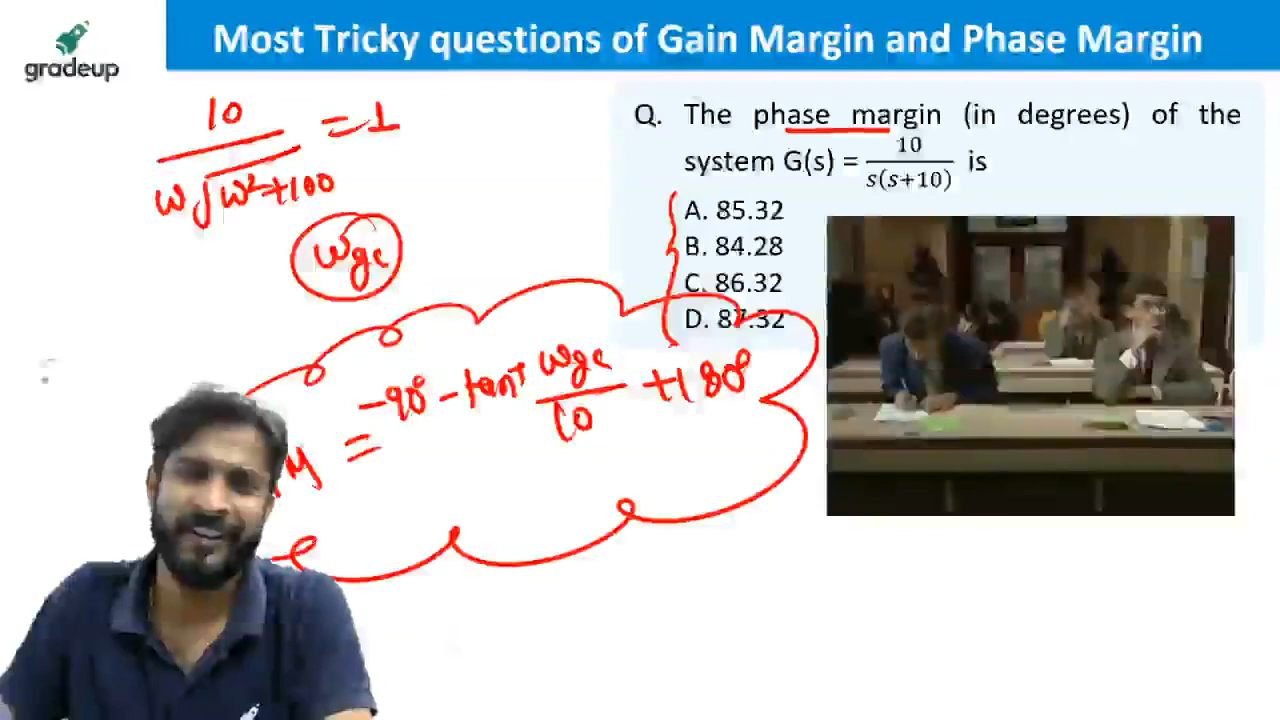 Most Tricky questions of Gain Margin and Phase Margin
gradeup
10 / ω√ω²+100 = 1
ωgc
Q. The phase margin (in degrees) of the
system G(s) = 10 / s(s+10) is
A. 85.32
B. 84.28
C. 86.32
D. 87.32
M = -90° - tan⁻¹ ωgc / 10 + 180°